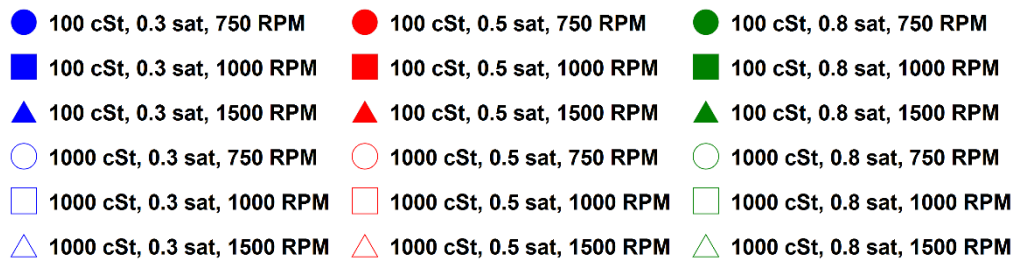 100 cSt, 0.3 sat, 750 RPM
100 cSt, 0.3 sat, 1000 RPM
100 cSt, 0.3 sat, 1500 RPM
1000 cSt, 0.3 sat, 750 RPM
1000 cSt, 0.3 sat, 1000 RPM
1000 cSt, 0.3 sat, 1500 RPM
100 cSt, 0.5 sat, 750 RPM
100 cSt, 0.5 sat, 1000 RPM
100 cSt, 0.5 sat, 1500 RPM
1000 cSt, 0.5 sat, 750 RPM
1000 cSt, 0.5 sat, 1000 RPM
1000 cSt, 0.5 sat, 1500 RPM
100 cSt, 0.8 sat, 750 RPM
100 cSt, 0.8 sat, 1000 RPM
100 cSt, 0.8 sat, 1500 RPM
1000 cSt, 0.8 sat, 750 RPM
1000 cSt, 0.8 sat, 1000 RPM
1000 cSt, 0.8 sat, 1500 RPM